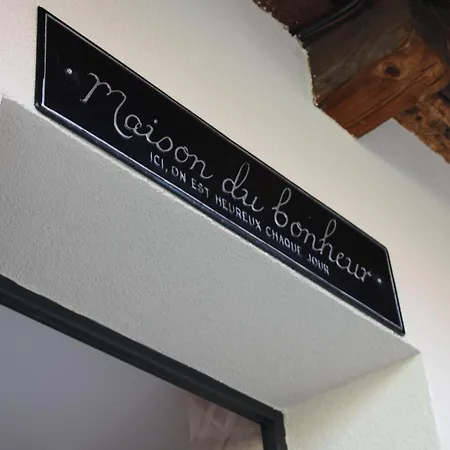 Maison du bonheur
ICI, ON EST HEUREUX CHAQUE JOUR